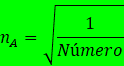 n_A = √(1/Número)